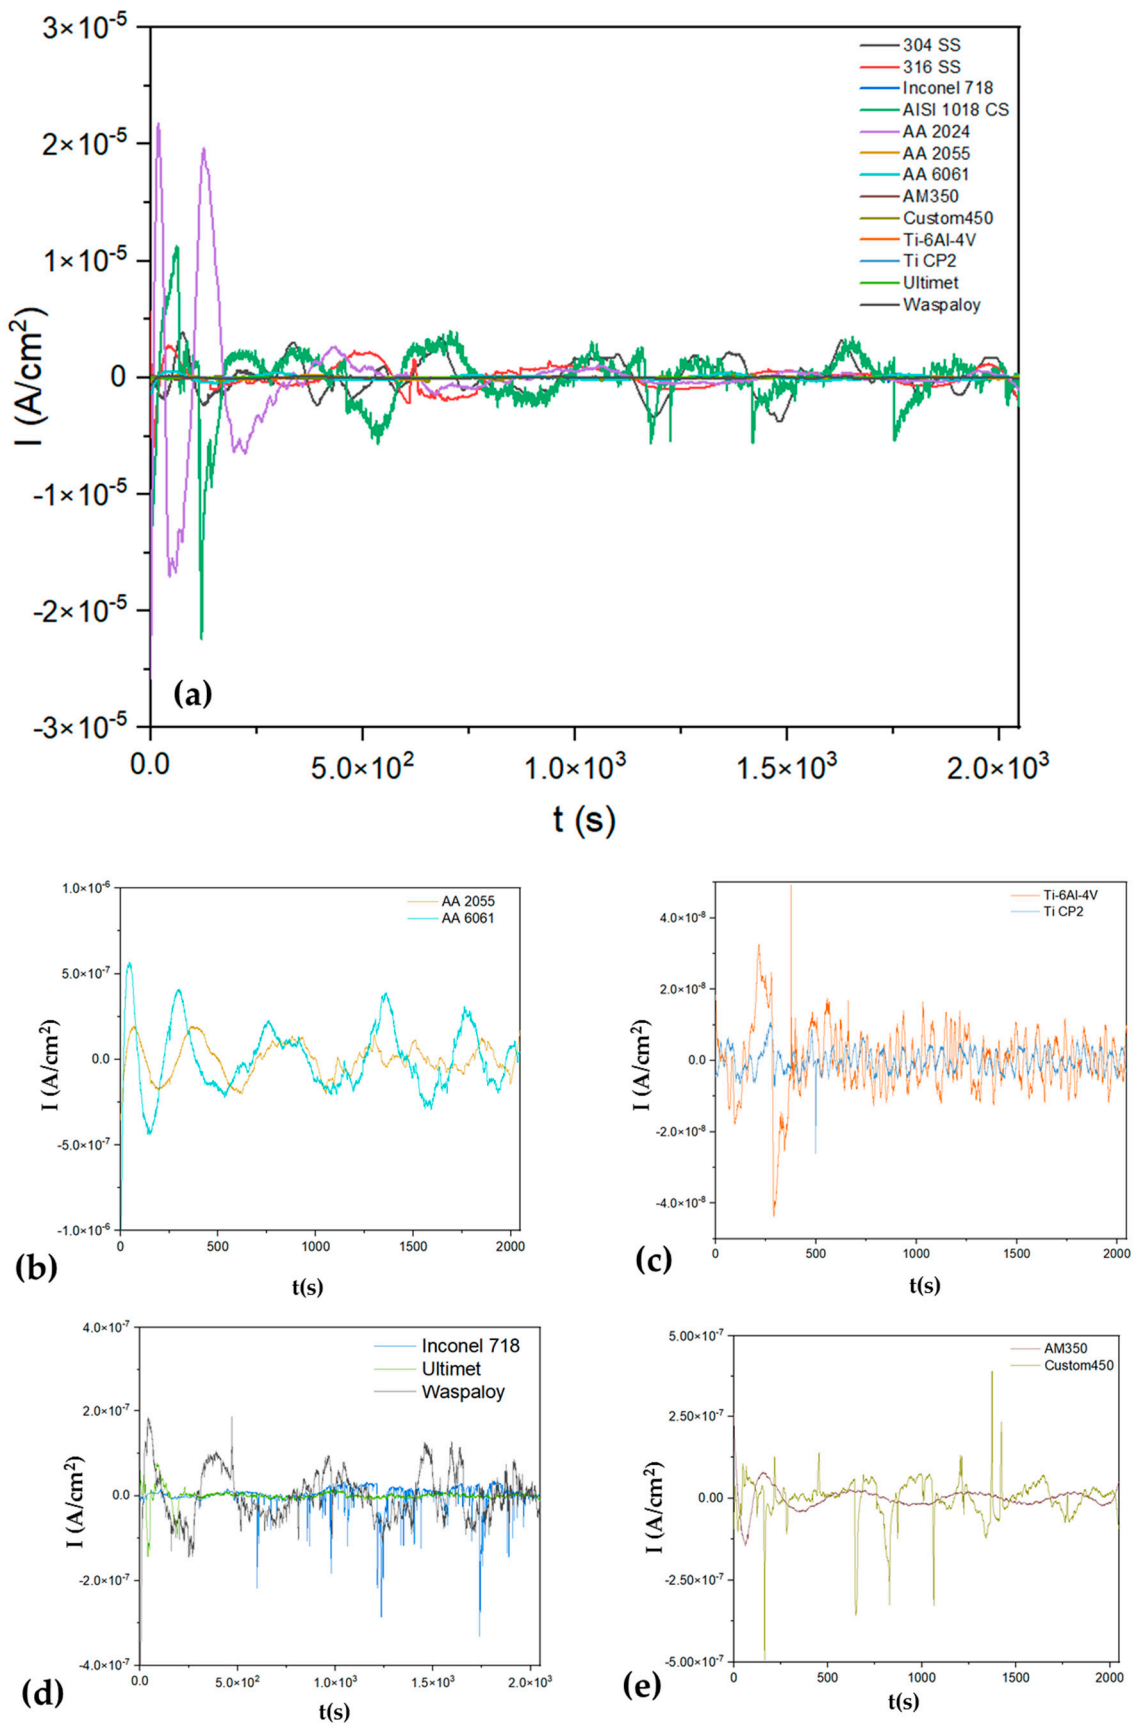 3×10⁻⁵
2×10⁻⁵
1×10⁻⁵
0
-1×10⁻⁵
-2×10⁻⁵
-3×10⁻⁵
I (A/cm²)
304 SS
316 SS
Inconel 718
AISI 1018 CS
AA 2024
AA 2055
AA 6061
AM350
Custom450
Ti-6Al-4V
Ti CP2
Ultimet
Waspaloy
(a)
0.0 5.0×10² 1.0×10³ 1.5×10³ 2.0×10³
t (s)
1.0×10⁻⁶
5.0×10⁻⁷
0.0
-5.0×10⁻⁷
-1.0×10⁻⁶
I (A/cm²)
AA 2055
AA 6061
0 500 1000 1500 2000
(b)
t(s)
4.0×10⁻⁸
2.0×10⁻⁸
0.0
-2.0×10⁻⁸
-4.0×10⁻⁸
I (A/cm²)
Ti-6Al-4V
Ti CP2
0 500 1000 1500 2000
(c)
t(s)
4.0×10⁻⁷
2.0×10⁻⁷
0.0
-2.0×10⁻⁷
-4.0×10⁻⁷
I (A/cm²)
Inconel 718
Ultimet
Waspaloy
0.0 5.0×10² 1.0×10³ 1.5×10³ 2.0×10³
(d)
t(s)
5.00×10⁻⁷
2.50×10⁻⁷
0.00
-2.50×10⁻⁷
-5.00×10⁻⁷
I (A/cm²)
AM350
Custom450
0 500 1000 1500 2000
(e)
t(s)